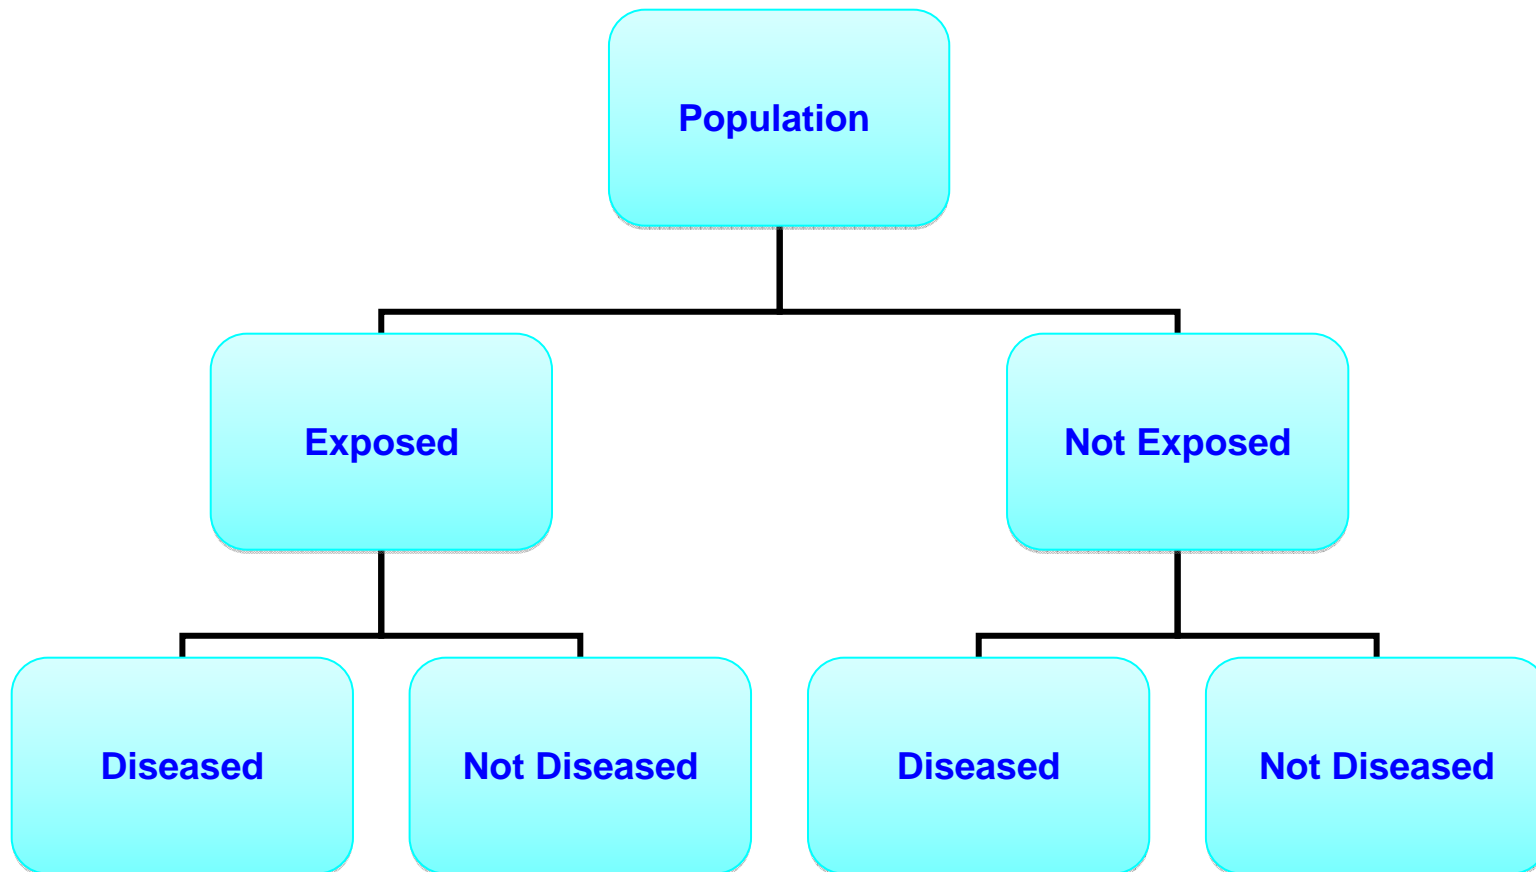 Population
Exposed
Not Exposed
Diseased
Not Diseased
Diseased
Not Diseased